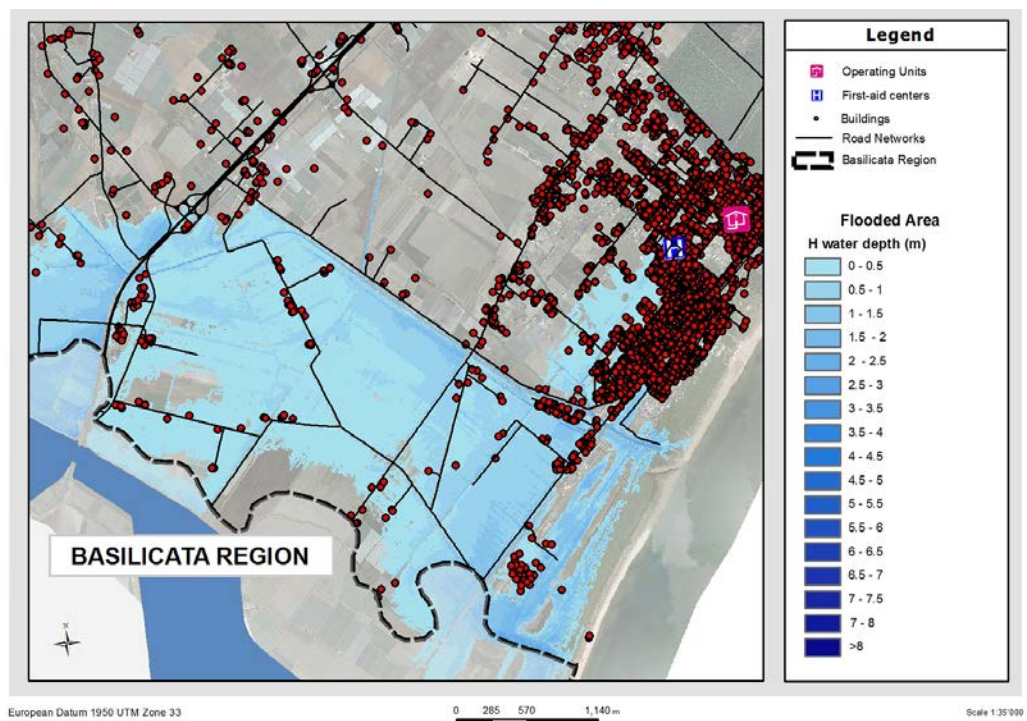 Legend
Operating Units
First-aid centers
Buildings
Road Networks
Basilicata Region
Flooded Area
H water depth (m)
0 - 0.5
0.5 - 1
1 - 1.5
1.5 - 2
2 - 2.5
2.5 - 3
3 - 3.5
3.5 - 4
4 - 4.5
4.5 - 5
5 - 5.5
5.5 - 6
6 - 6.5
6.5 - 7
7 - 7.5
7 - 8
>8
H
BASILICATA REGION
N
European Datum 1950 UTM Zone 33
0 285 570 1,140 m
Scale 1:35'000